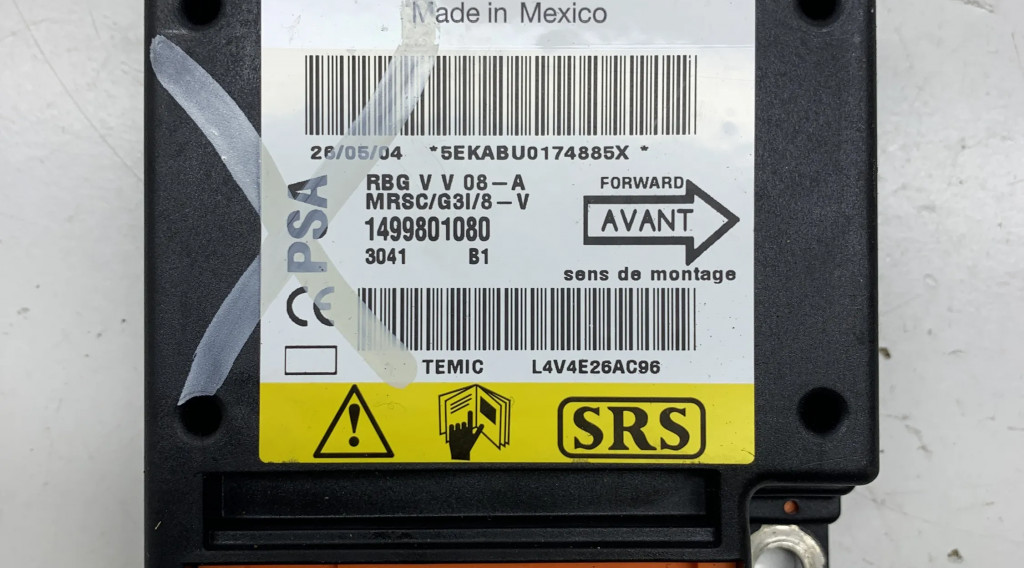 Made in Mexico
26/05/04 *5EKABU0174885X *
RBG V V 08-A
MRSC/G3I/8-V
1499801080
3041 B1
PSA
CE
FORWARD
AVANT
sens de montage
TEMIC L4V4E26AC96
SRS